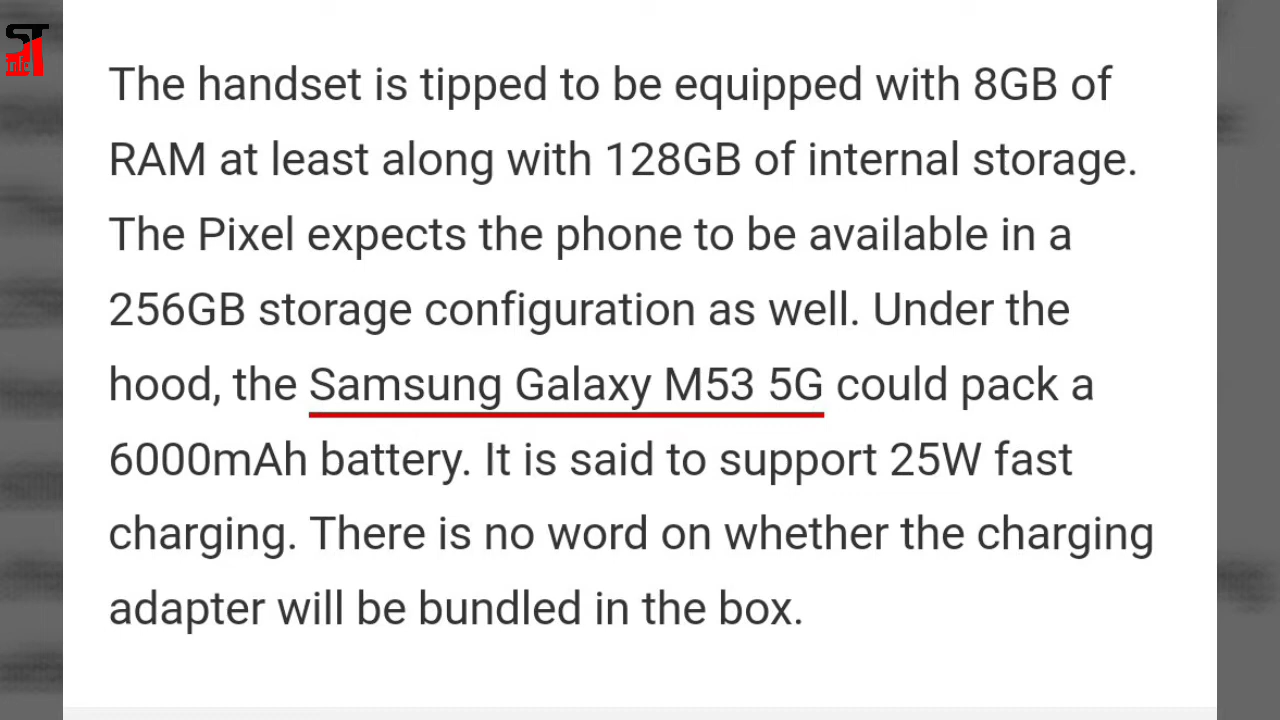 ST
Info
The handset is tipped to be equipped with 8GB of
RAM at least along with 128GB of internal storage.
The Pixel expects the phone to be available in a
256GB storage configuration as well. Under the
hood, the Samsung Galaxy M53 5G could pack a
6000mAh battery. It is said to support 25W fast
charging. There is no word on whether the charging
adapter will be bundled in the box.